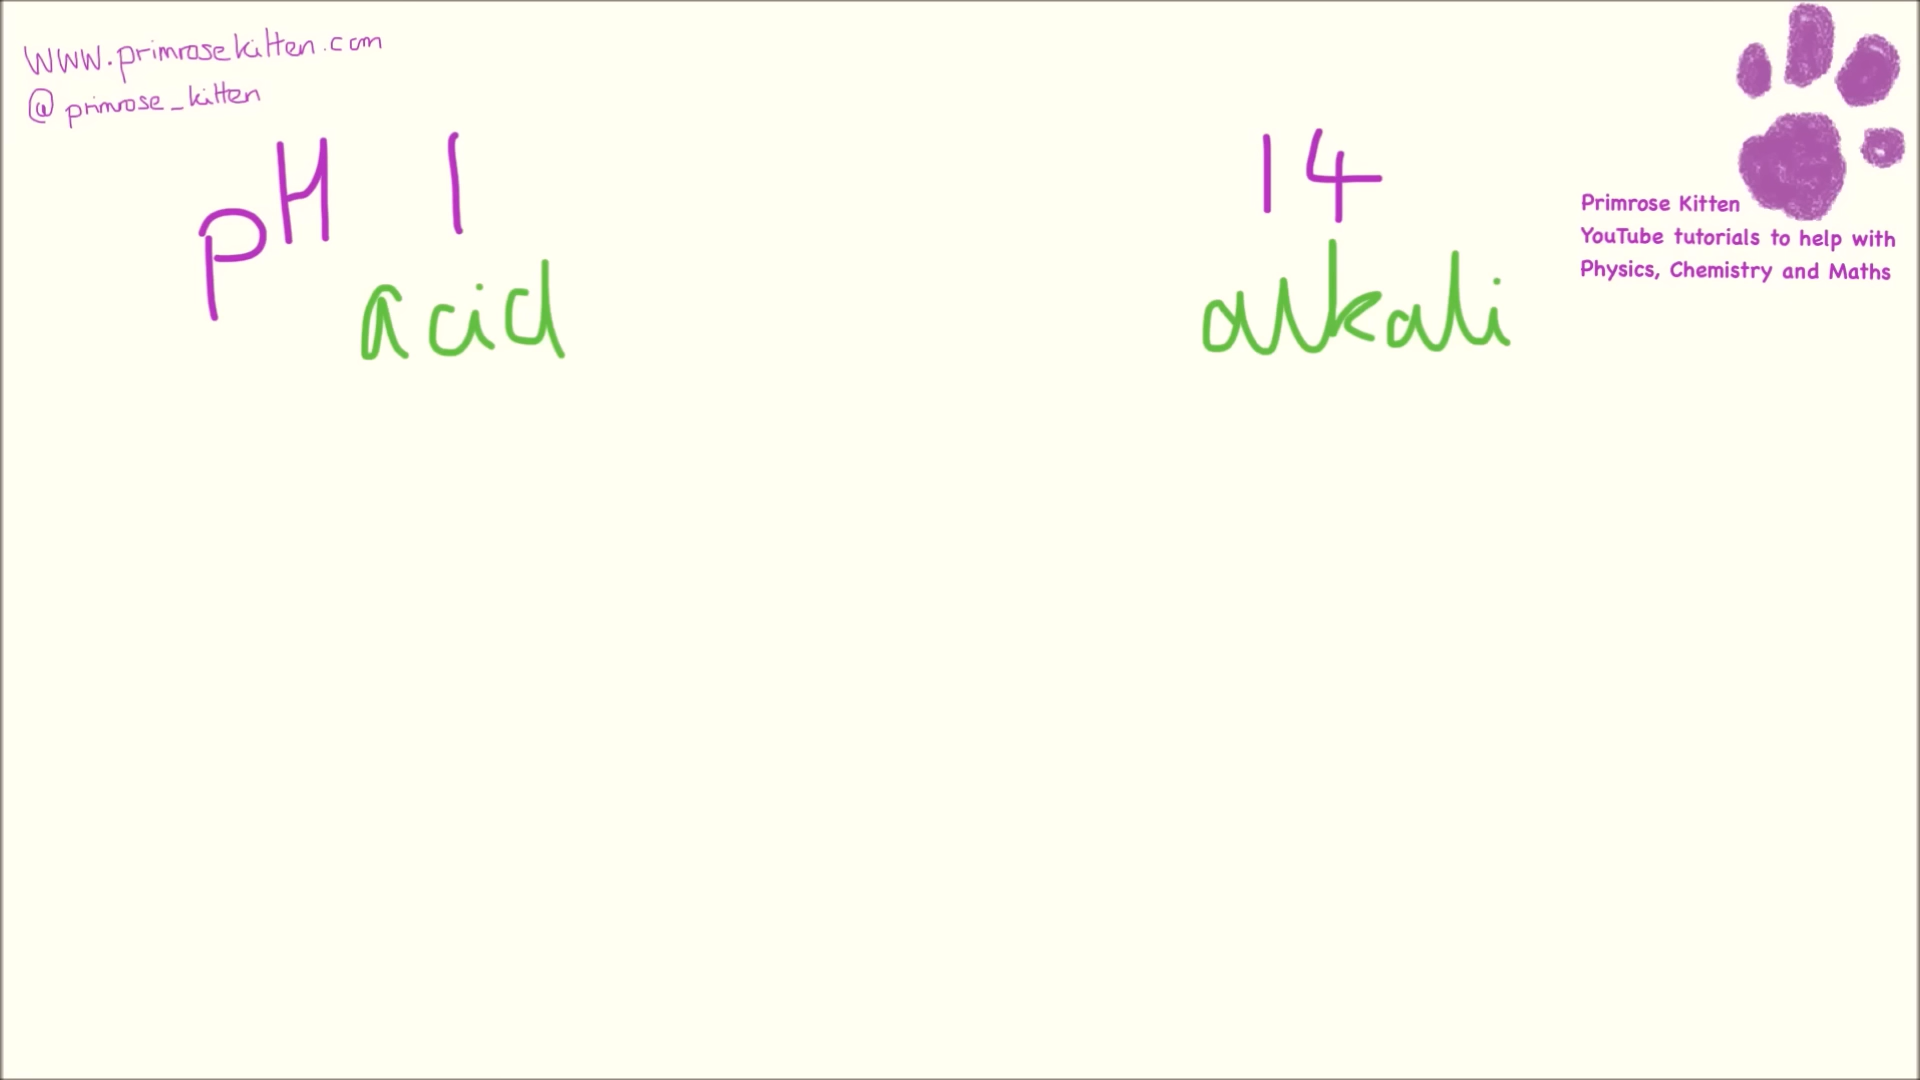 www.primrosekitten.com
@primrose_kitten
pH 1 14
acid alkali
Primrose Kitten
YouTube tutorials to help with
Physics, Chemistry and Maths